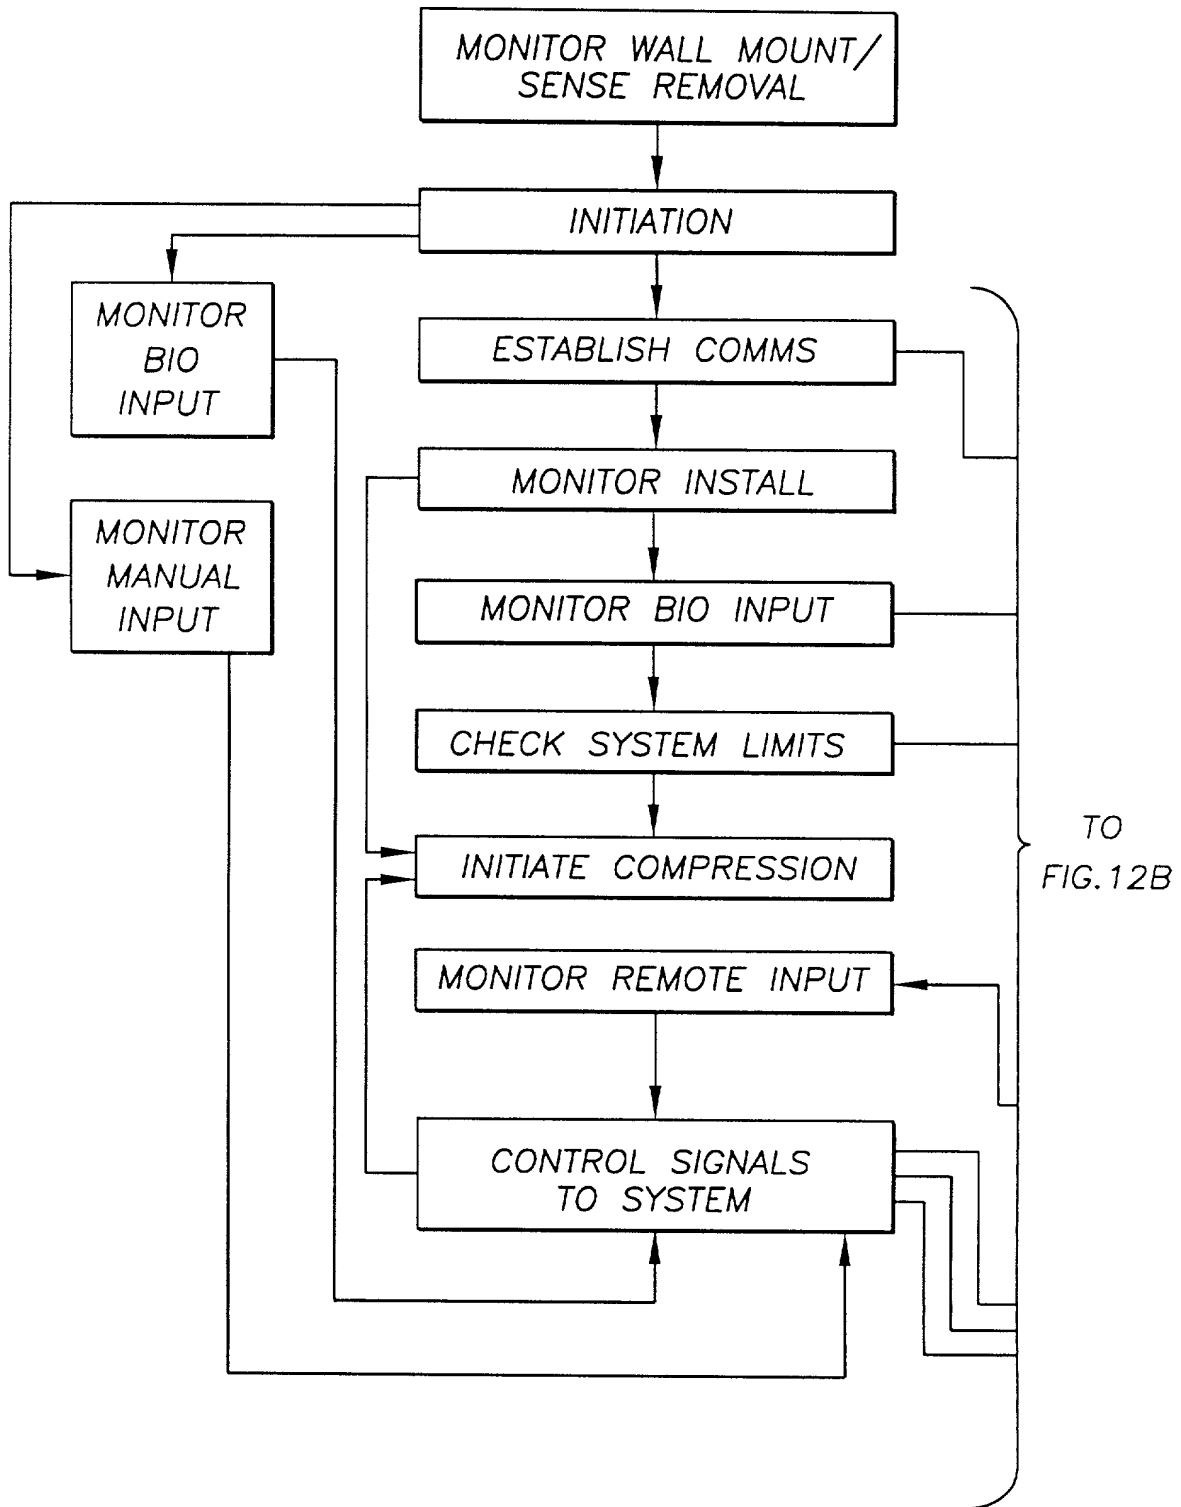 MONITOR WALL MOUNT/
SENSE REMOVAL
INITIATION
MONITOR
BIO
INPUT
ESTABLISH COMMS
MONITOR INSTALL
MONITOR
MANUAL
INPUT
MONITOR BIO INPUT
CHECK SYSTEM LIMITS
INITIATE COMPRESSION
TO
FIG.12B
MONITOR REMOTE INPUT
CONTROL SIGNALS
TO SYSTEM